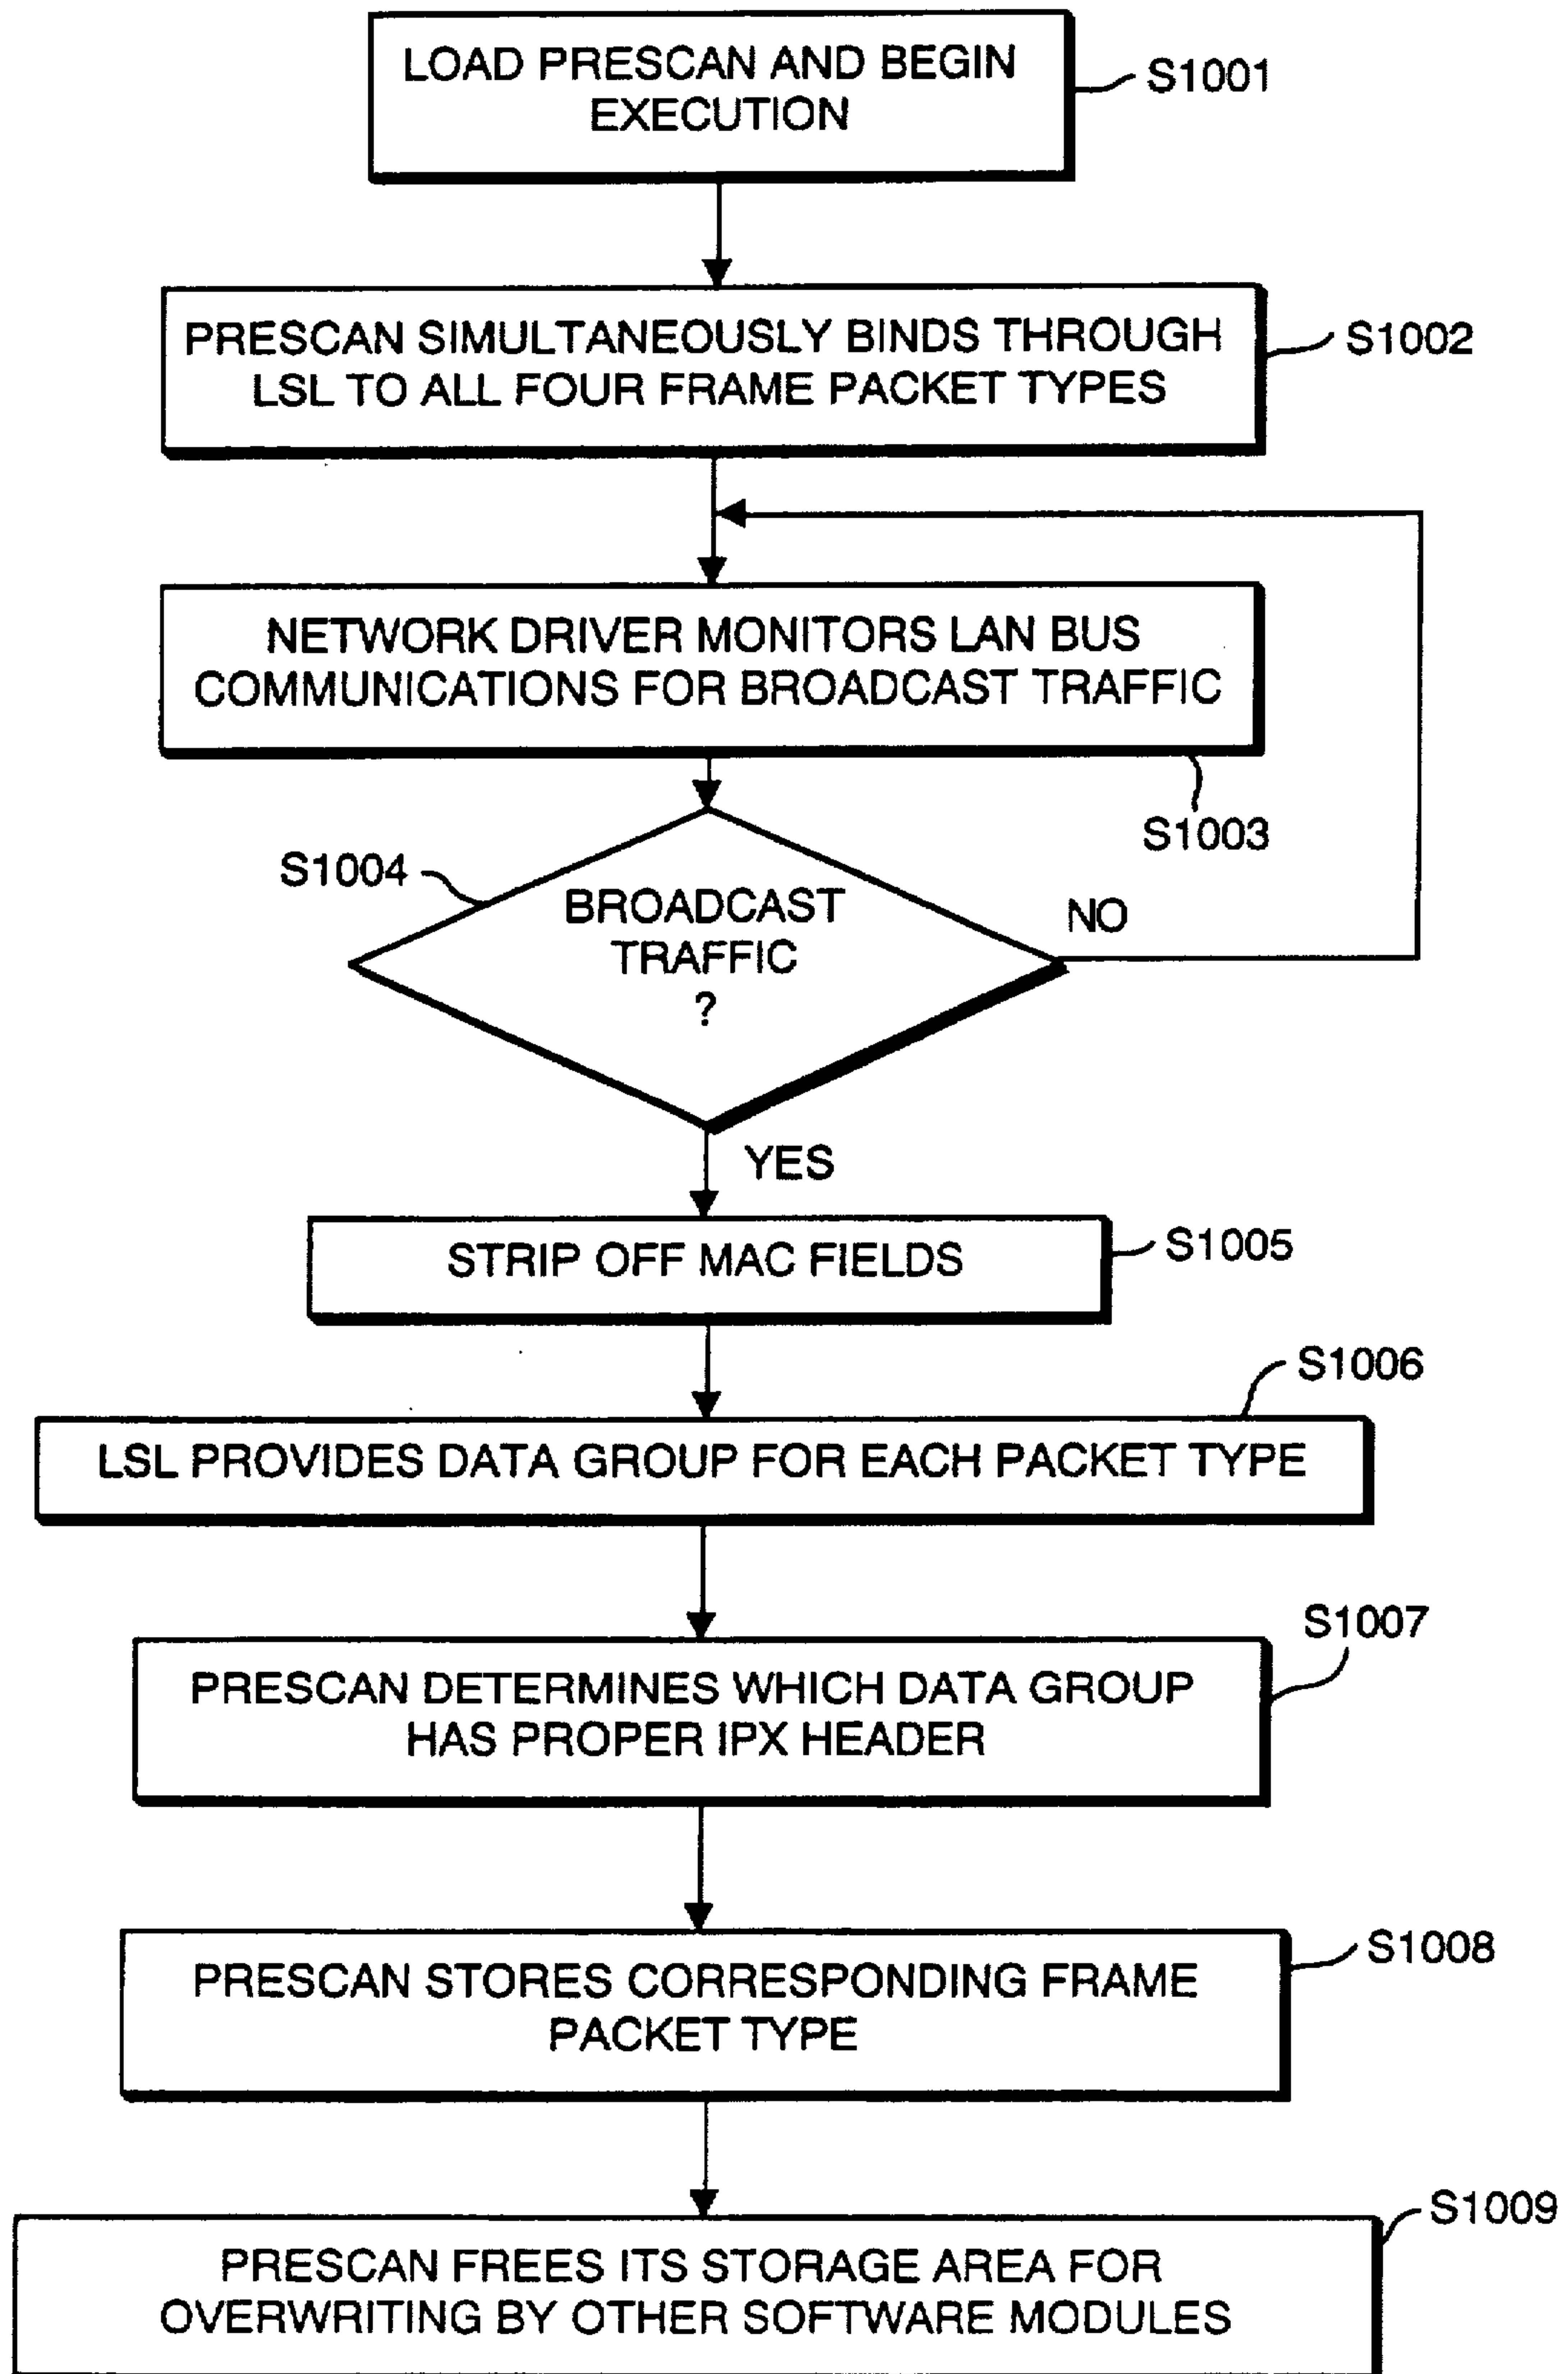 LOAD PRESCAN AND BEGIN
EXECUTION
S1001
PRESCAN SIMULTANEOUSLY BINDS THROUGH
LSL TO ALL FOUR FRAME PACKET TYPES
S1002
NETWORK DRIVER MONITORS LAN BUS
COMMUNICATIONS FOR BROADCAST TRAFFIC
S1003
S1004
BROADCAST
TRAFFIC
?
NO
YES
STRIP OFF MAC FIELDS
S1005
S1006
LSL PROVIDES DATA GROUP FOR EACH PACKET TYPE
S1007
PRESCAN DETERMINES WHICH DATA GROUP
HAS PROPER IPX HEADER
S1008
PRESCAN STORES CORRESPONDING FRAME
PACKET TYPE
S1009
PRESCAN FREES ITS STORAGE AREA FOR
OVERWRITING BY OTHER SOFTWARE MODULES